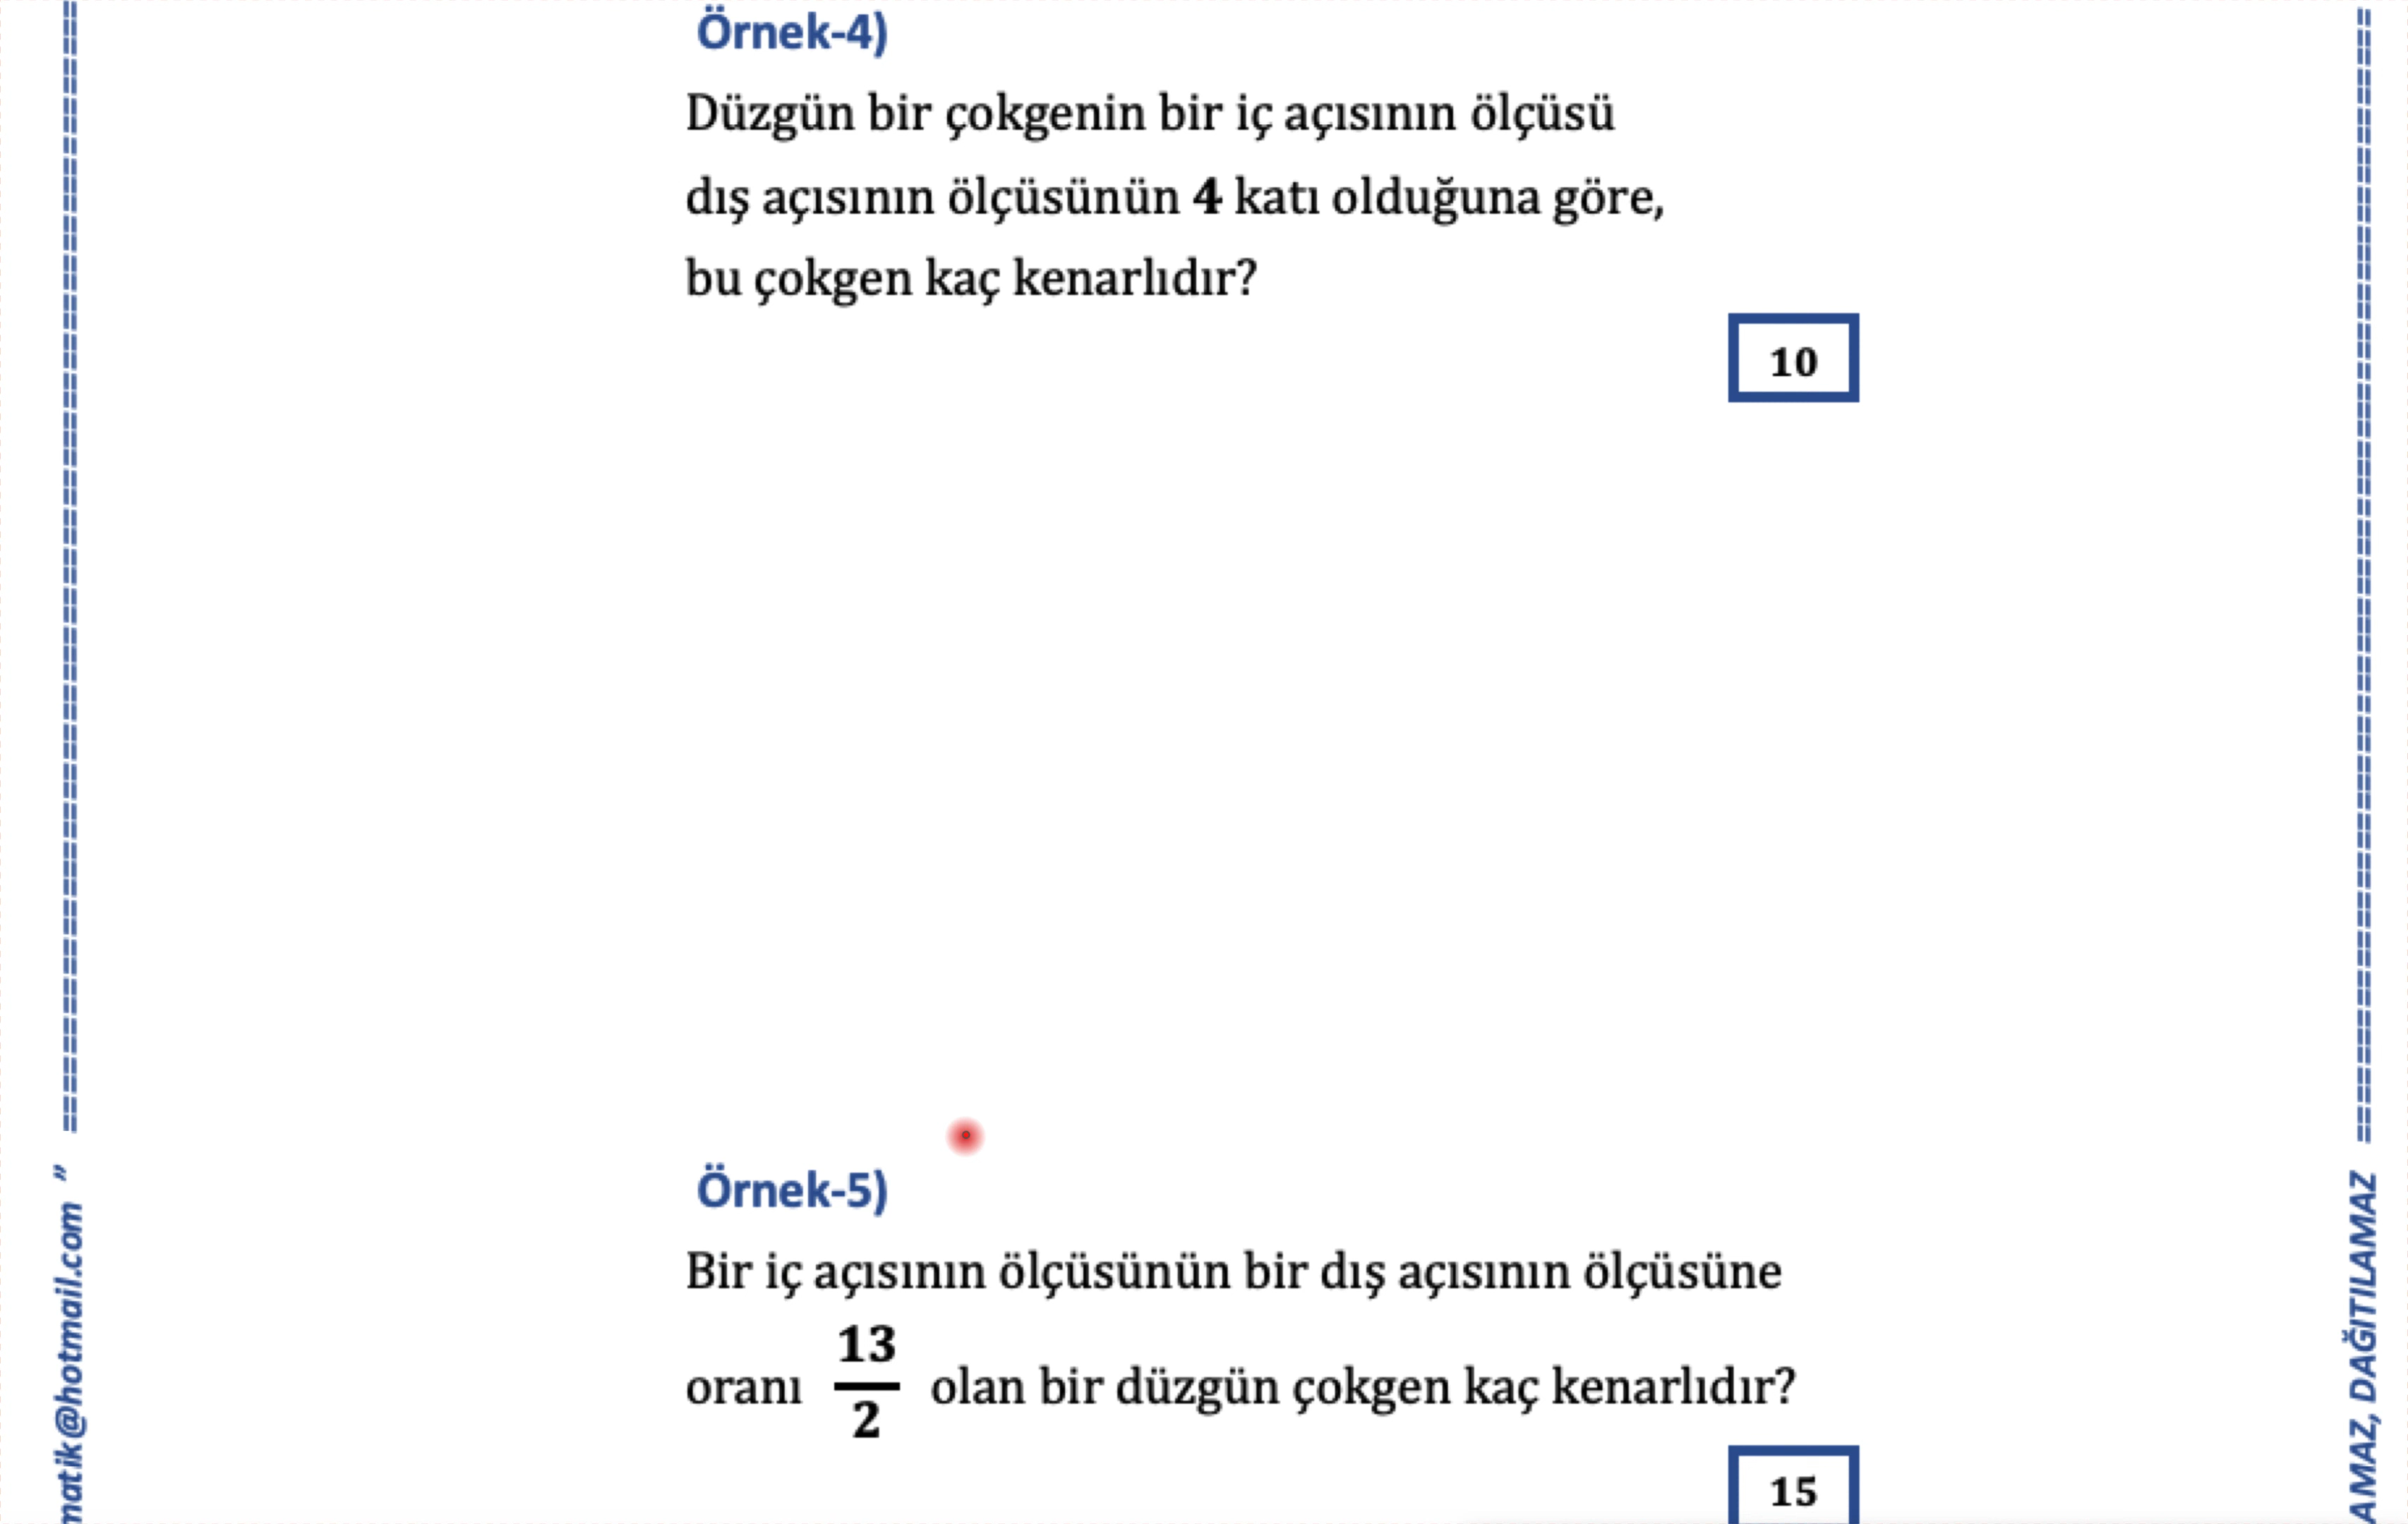 Örnek-4)
Düzgün bir çokgenin bir iç açısının ölçüsü
dış açısının ölçüsünün 4 katı olduğuna göre,
bu çokgen kaç kenarlıdır?
10
Örnek-5)
Bir iç açısının ölçüsünün bir dış açısının ölçüsüne
oranı 13/2 olan bir düzgün çokgen kaç kenarlıdır?
15
matik@hotmail.com ”
AMAZ, DAĞITILAMAZ